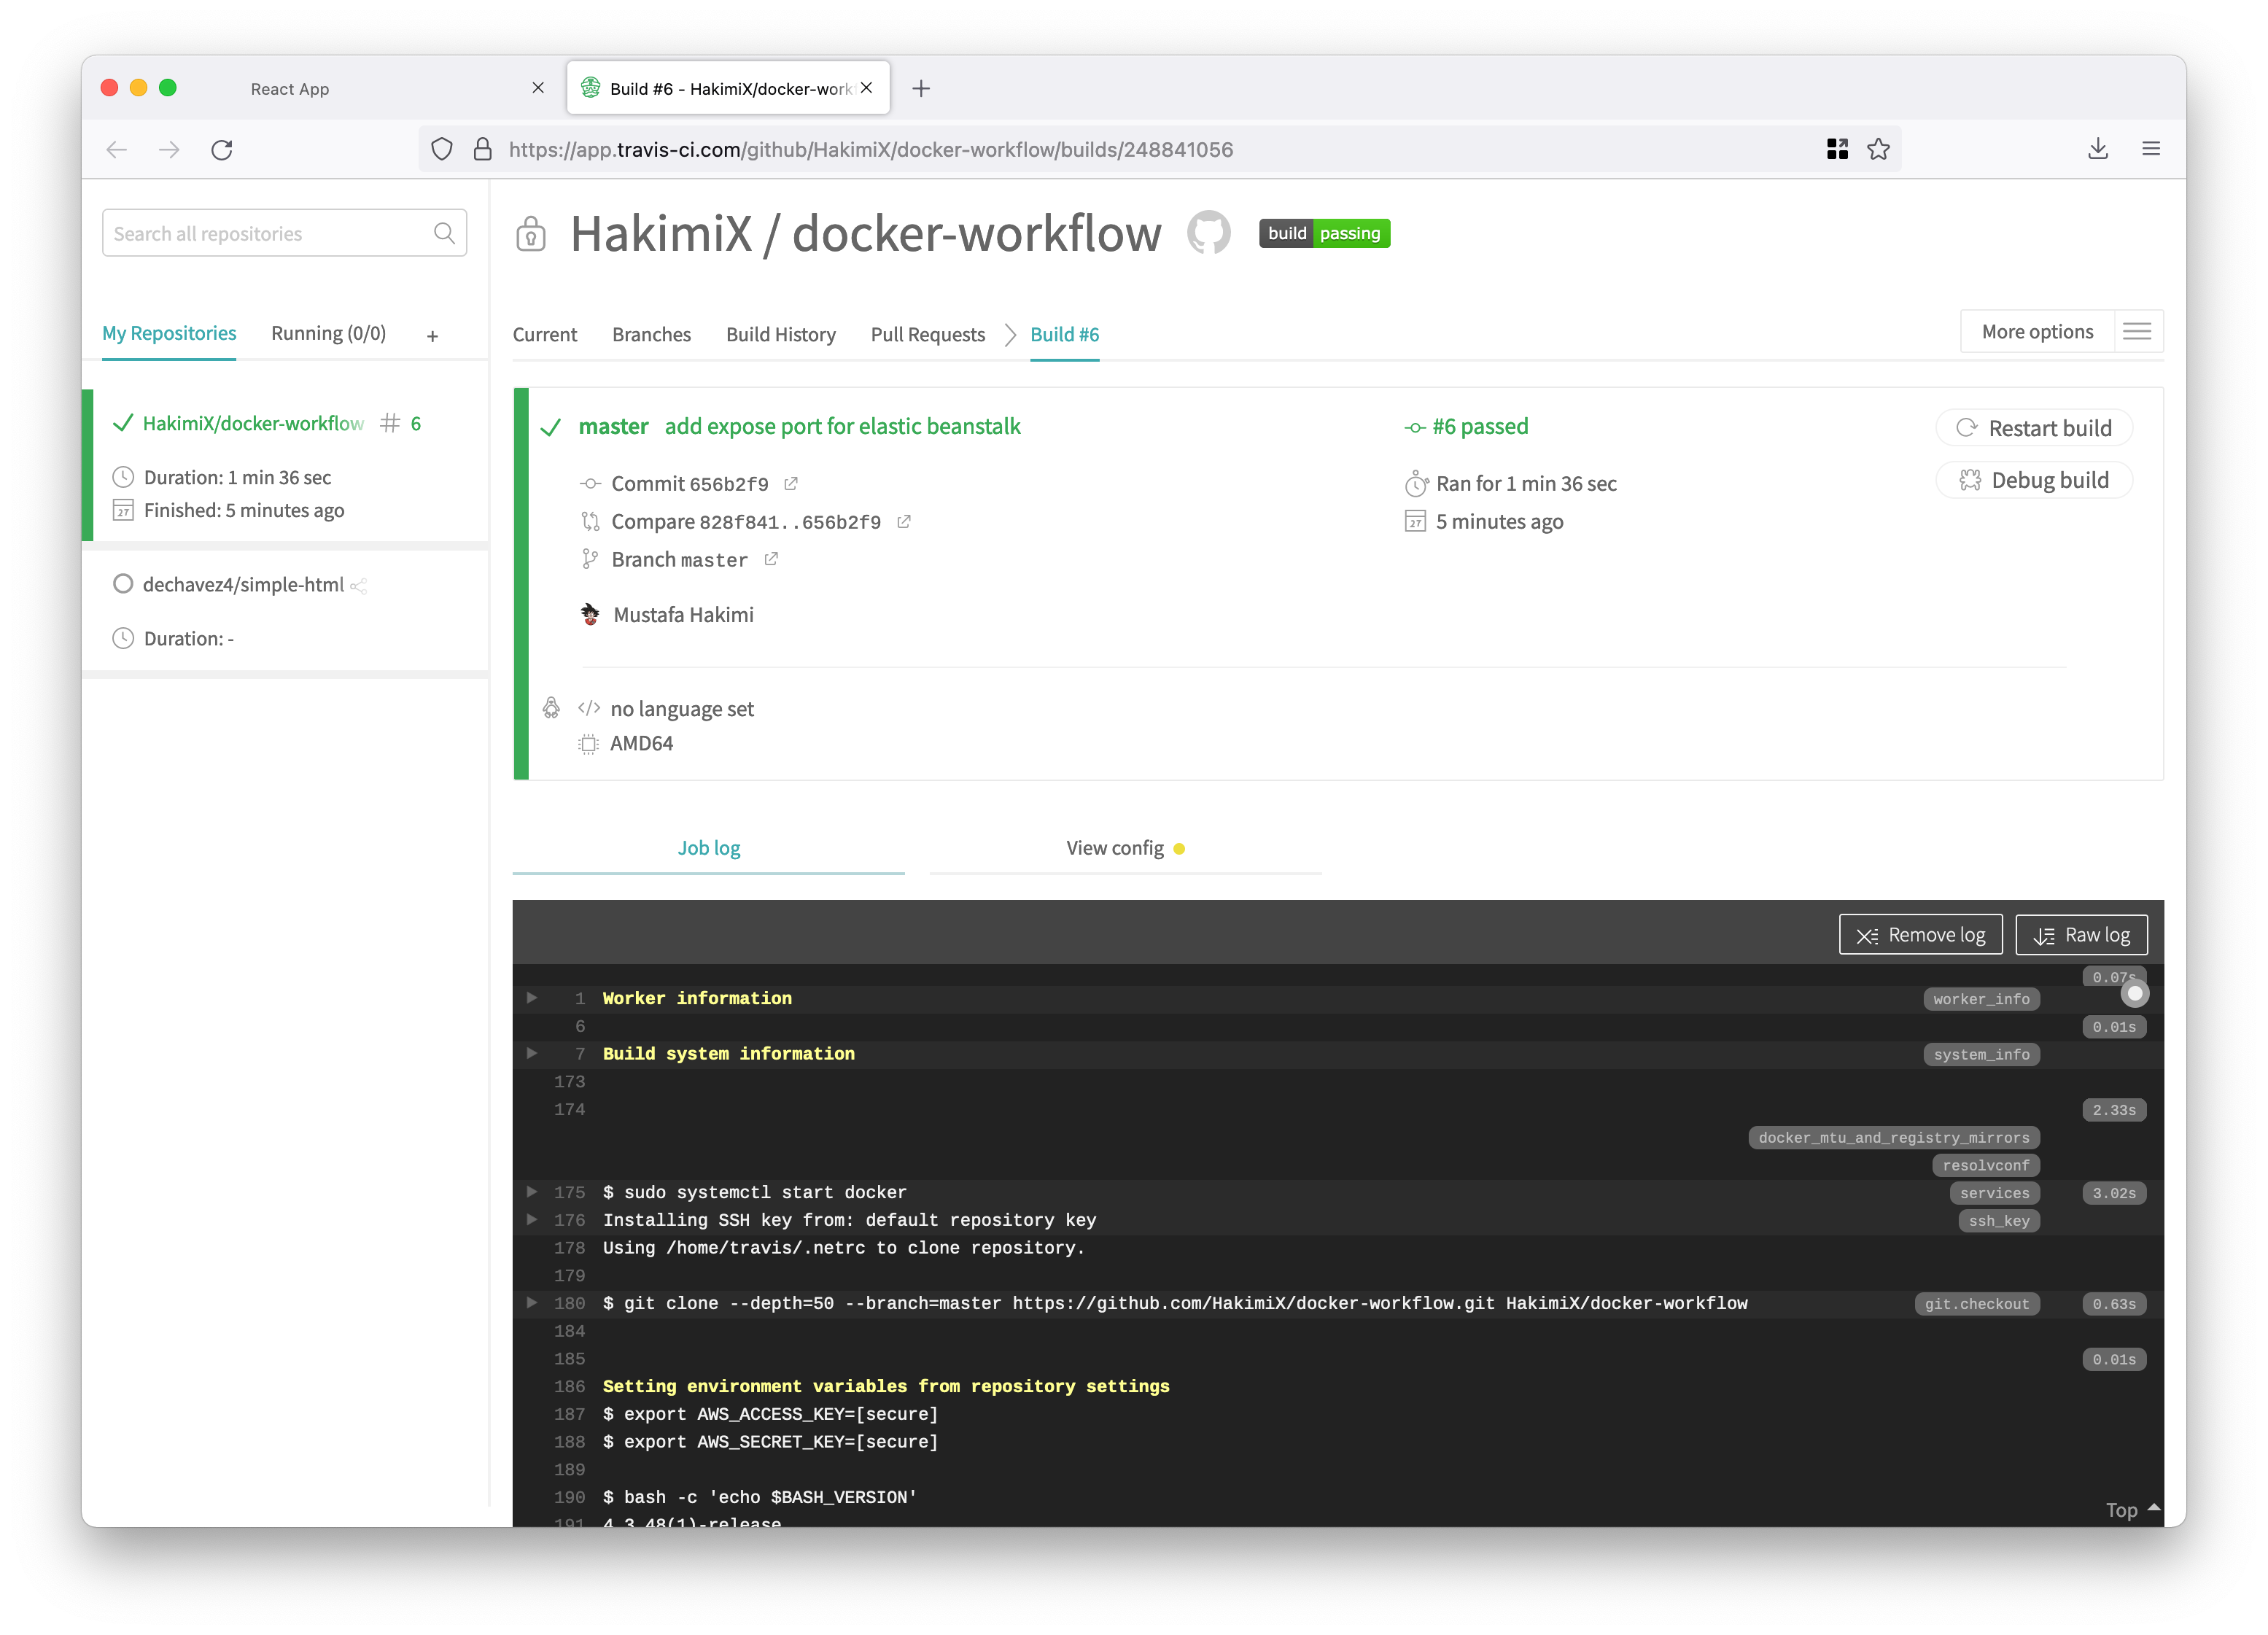 React App
Build #6 - HakimiX/docker-work
https://app.travis-ci.com/github/HakimiX/docker-workflow/builds/248841056
Search all repositories
My Repositories Running (0/0) +
HakimiX/docker-workflow # 6
Duration: 1 min 36 sec
27 Finished: 5 minutes ago
dechavez4/simple-html
Duration: -
HakimiX / docker-workflow build passing
Current Branches Build History Pull Requests Build #6
More options
master add expose port for elastic beanstalk
Commit 656b2f9
Compare 828f841..656b2f9
Branch master
Mustafa Hakimi
#6 passed
Ran for 1 min 36 sec
27 5 minutes ago
Restart build
Debug build
</> no language set
AMD64
Job log View config
Remove log Raw log
0.07s
1 Worker information worker_info
6 0.01s
7 Build system information system_info
173
174 2.33s
docker_mtu_and_registry_mirrors
resolvconf
175 $ sudo systemctl start docker services 3.02s
176 Installing SSH key from: default repository key ssh_key
178 Using /home/travis/.netrc to clone repository.
179
180 $ git clone --depth=50 --branch=master https://github.com/HakimiX/docker-workflow.git HakimiX/docker-workflow git.checkout 0.63s
184
185 0.01s
186 Setting environment variables from repository settings
187 $ export AWS_ACCESS_KEY=[secure]
188 $ export AWS_SECRET_KEY=[secure]
189
190 $ bash -c 'echo $BASH_VERSION'
191 4.3.48(1)-release
Top